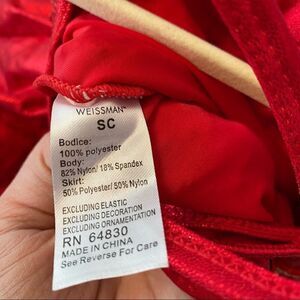 WEISSMAN™
SC
Bodice:
100% polyester
Body:
82% Nylon/ 18% Spandex
Skirt:
50% Polyester/ 50% Nylon
EXCLUDING ELASTIC
EXCLUDING DECORATION
EXCLUDING ORNAMENTATION
RN 64830
MADE IN CHINA
See Reverse For Care